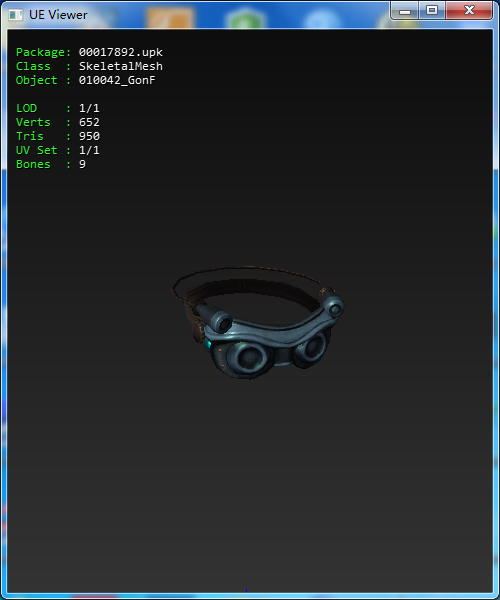 UE Viewer
Package: 00017892.upk
Class : SkeletalMesh
Object : 010042_GonF
LOD : 1/1
Verts : 652
Tris : 950
UV Set : 1/1
Bones : 9